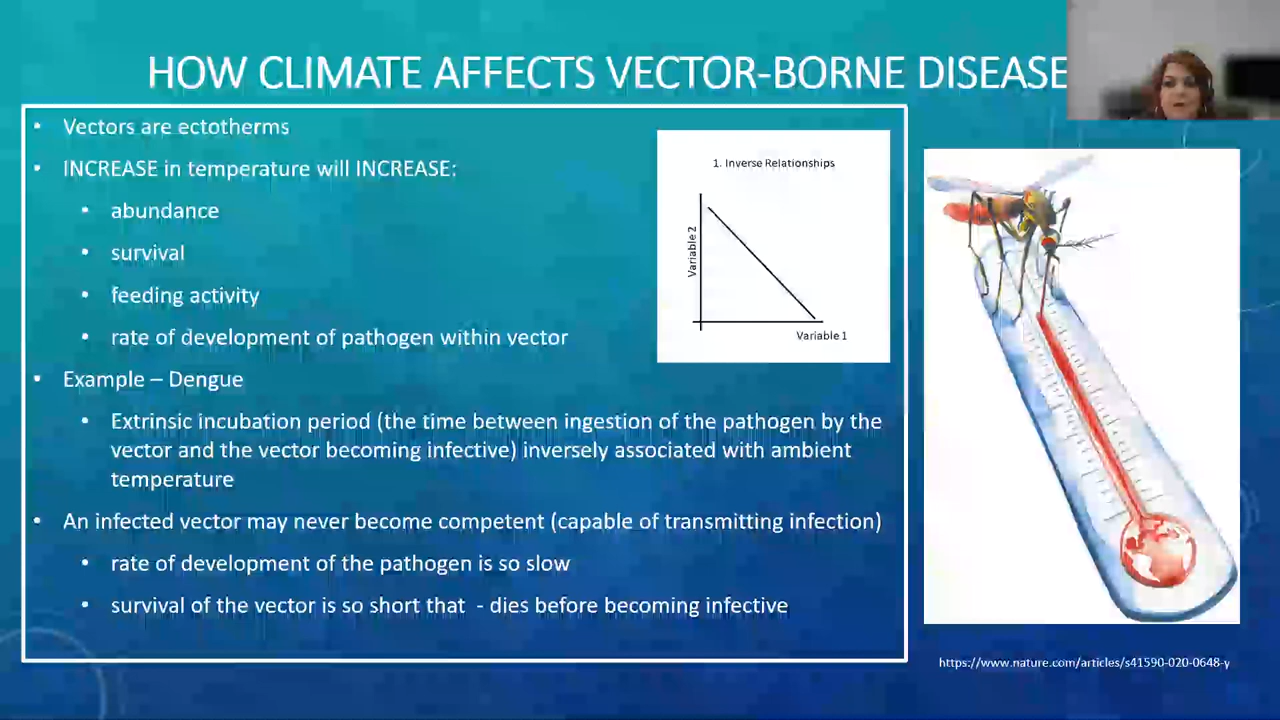 HOW CLIMATE AFFECTS VECTOR-BORNE DISEASE
• Vectors are ectotherms
• INCREASE in temperature will INCREASE:
• abundance
• survival
• feeding activity
• rate of development of pathogen within vector
• Example – Dengue
• Extrinsic incubation period (the time between ingestion of the pathogen by the
vector and the vector becoming infective) inversely associated with ambient
temperature
• An infected vector may never become competent (capable of transmitting infection)
• rate of development of the pathogen is so slow
• survival of the vector is so short that - dies before becoming infective
1. Inverse Relationships
Variable 2
Variable 1
https://www.nature.com/articles/s41590-020-0648-y